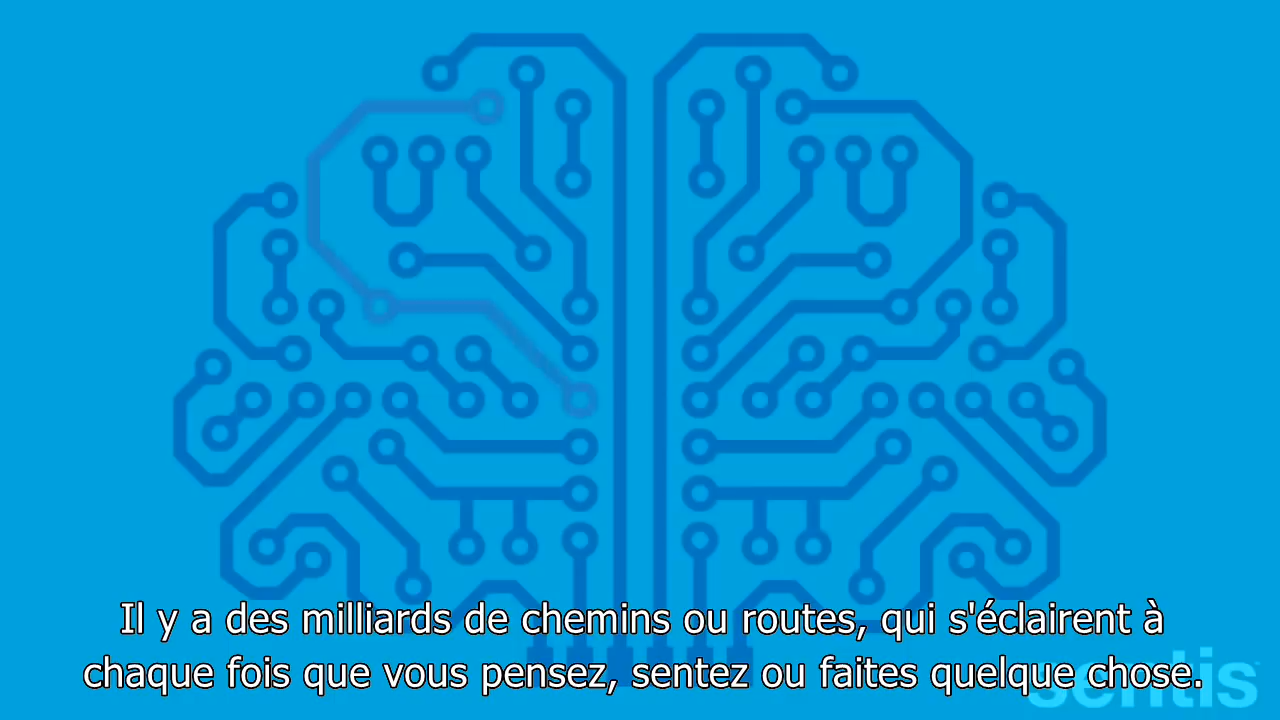 Il y a des milliards de chemins ou routes, qui s'éclairent à
chaque fois que vous pensez, sentez ou faites quelque chose.
sentis